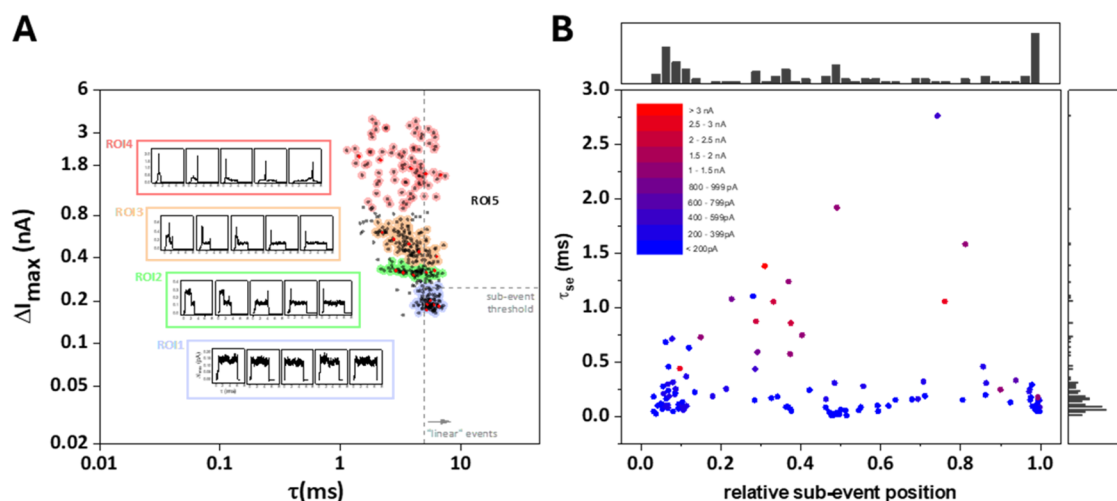 A
ΔI_max (nA)
6
3
1.8
0.8
0.4
0.2
0.1
0.05
0.02
ROI4
ROI3
ROI2
ROI1
ROI5
sub-event
threshold
"linear" events
0.01
0.1
1
10
τ(ms)
B
τ_se (ms)
3.0
2.5
2.0
1.5
1.0
0.5
0.0
> 3 nA
2.5 - 3 nA
2 - 2.5 nA
1.5 - 2 nA
1 - 1.5 nA
800 - 999 pA
600 - 799pA
400 - 599pA
200 - 399pA
< 200pA
0.0
0.2
0.4
0.6
0.8
1.0
relative sub-event position